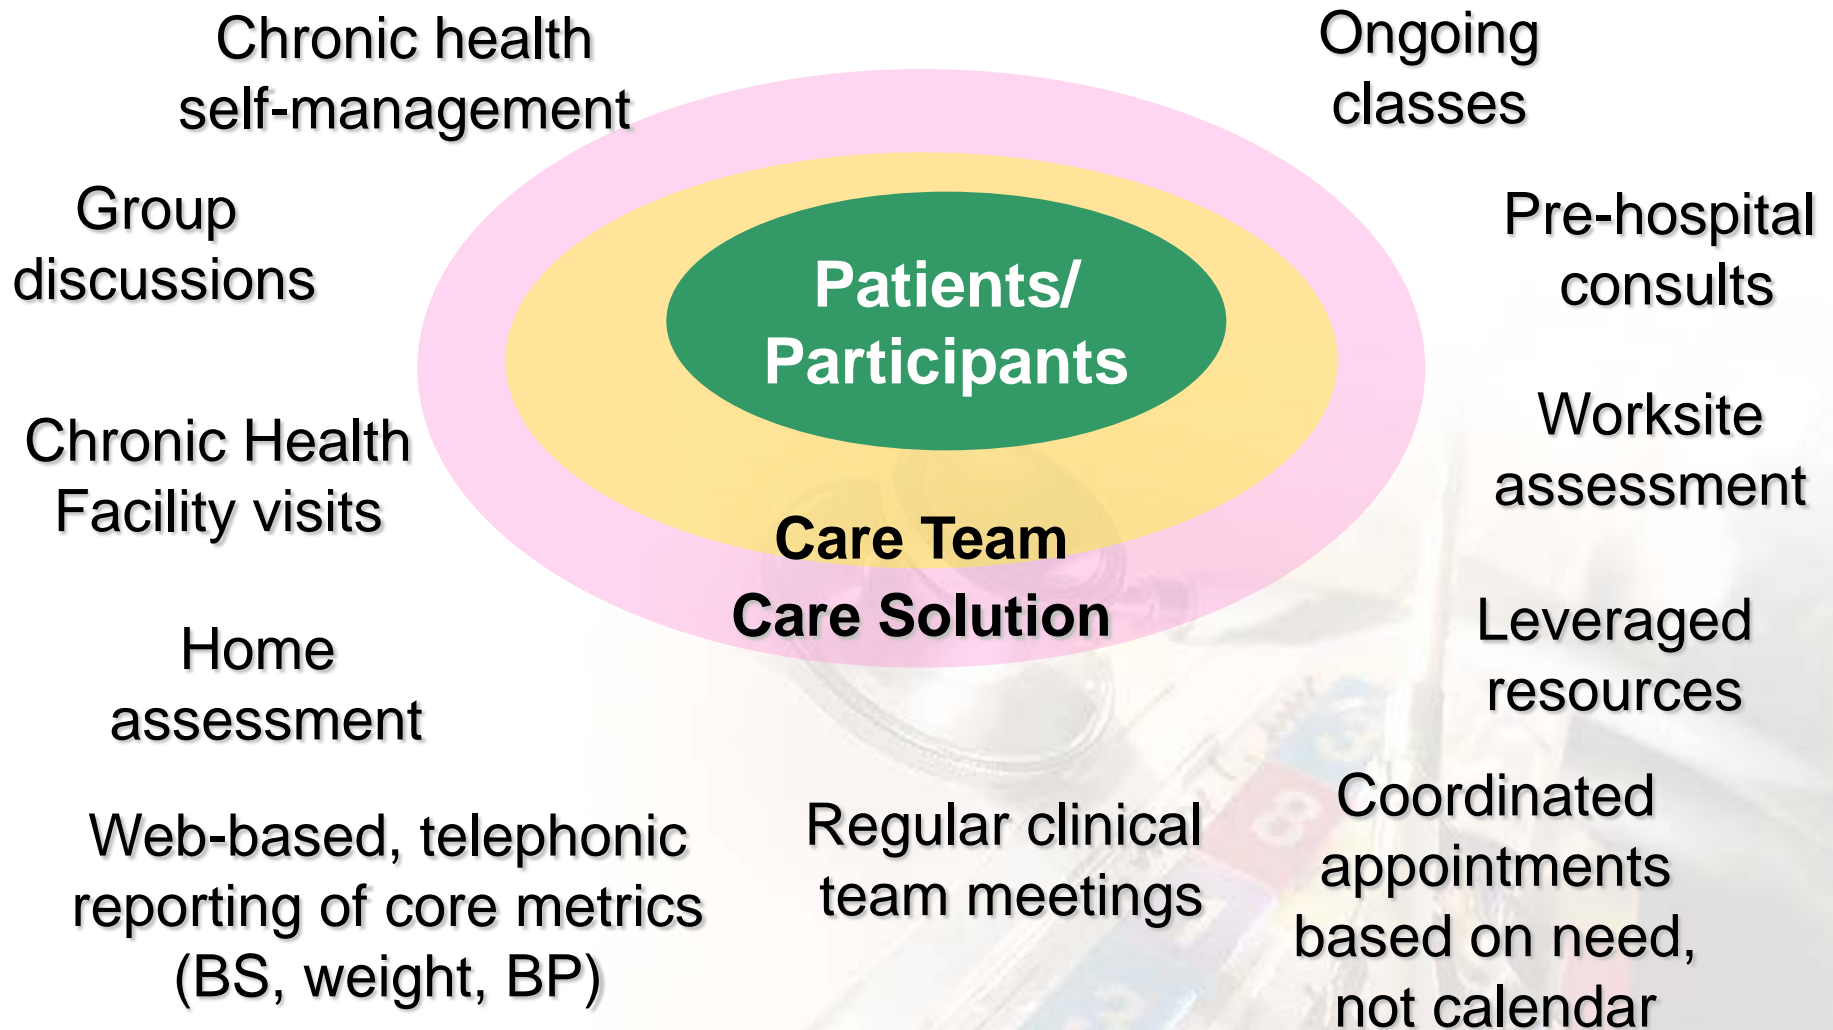 Chronic health
self-management
Ongoing
classes
Group
discussions
Pre-hospital
consults
Patients/
Participants
Chronic Health
Facility visits
Worksite
assessment
Care Team
Care Solution
Home
assessment
Leveraged
resources
Web-based, telephonic
reporting of core metrics
(BS, weight, BP)
Regular clinical
team meetings
Coordinated
appointments
based on need,
not calendar